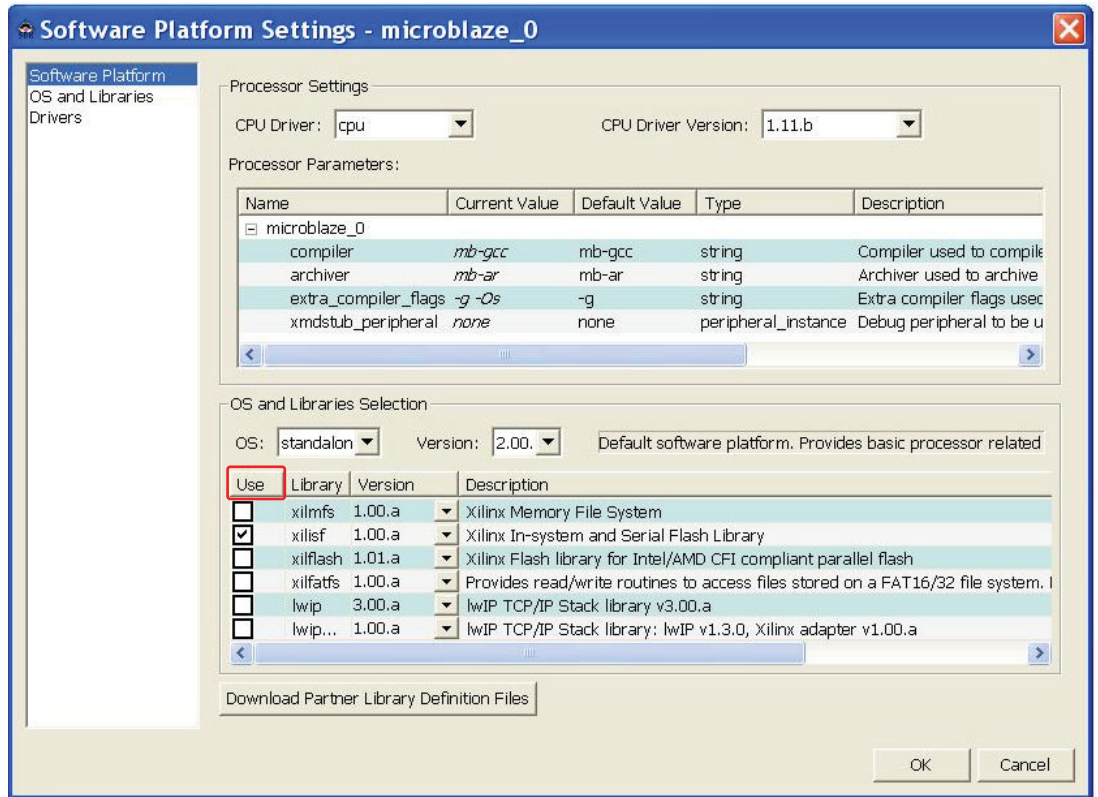 Software Platform Settings - microblaze_0
Software Platform
OS and Libraries
Drivers
Processor Settings
CPU Driver: cpu CPU Driver Version: 1.11.b
Processor Parameters:
Name Current Value Default Value Type Description
microblaze_0
compiler mb-gcc mb-gcc string Compiler used to compile
archiver mb-ar mb-ar string Archiver used to archive
extra_compiler_flags -g -Os -g string Extra compiler flags used
xmdstub_peripheral none none peripheral_instance Debug peripheral to be u
OS and Libraries Selection
OS: standalon Version: 2.00. Default software platform. Provides basic processor related
Use Library Version Description
xilmfs 1.00.a Xilinx Memory File System
xilisf 1.00.a Xilinx In-system and Serial Flash Library
xilflash 1.01.a Xilinx Flash library for Intel/AMD CFI compliant parallel flash
xilfatfs 1.00.a Provides read/write routines to access files stored on a FAT16/32 file system.
lwip 3.00.a lwIP TCP/IP Stack library v3.00.a
lwip... 1.00.a lwIP TCP/IP Stack library: lwIP v1.3.0, Xilinx adapter v1.00.a
Download Partner Library Definition Files
OK Cancel